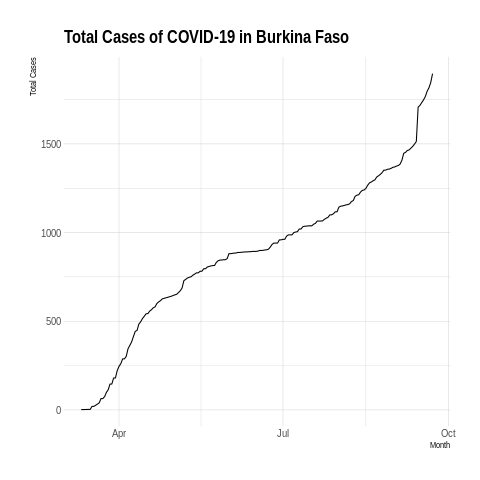 Total Cases of COVID-19 in Burkina Faso
Total Cases
1500
1000
500
0
Apr
Jul
Oct
Month